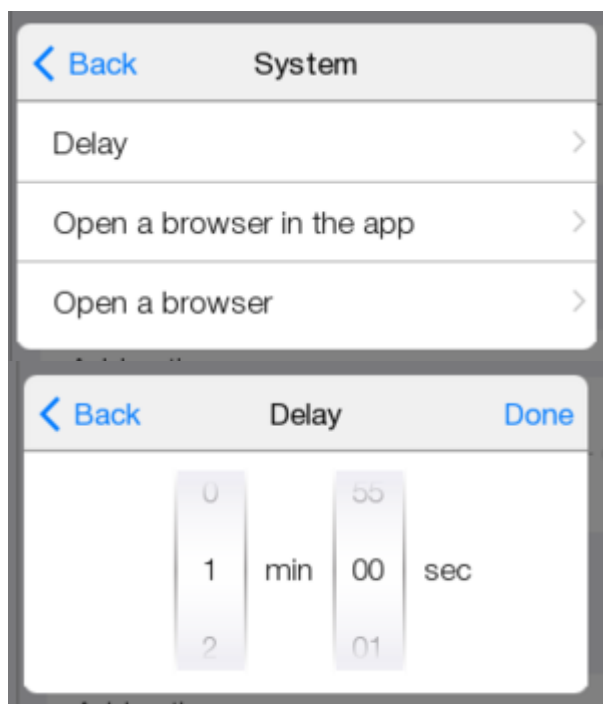 Back System
Delay
Open a browser in the app
Open a browser
Back Delay Done
0 55
1 min 00 sec
2 01